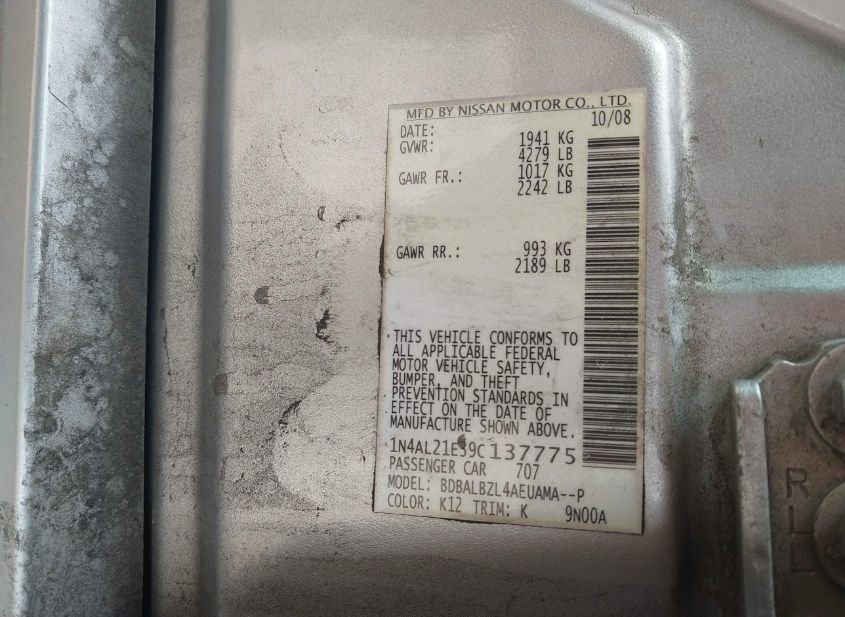 MFD BY NISSAN MOTOR CO., LTD.
DATE: 10/08
GVWR: 1941 KG
4279 LB
GAWR FR.: 1017 KG
2242 LB
GAWR RR.: 993 KG
2189 LB
THIS VEHICLE CONFORMS TO
ALL APPLICABLE FEDERAL
MOTOR VEHICLE SAFETY,
BUMPER, AND THEFT
PREVENTION STANDARDS IN
EFFECT ON THE DATE OF
MANUFACTURE SHOWN ABOVE.
1N4AL21E39C137775
PASSENGER CAR 707
MODEL: BDBALBZL4AEUAMA--P
COLOR: K12 TRIM: K 9N00A